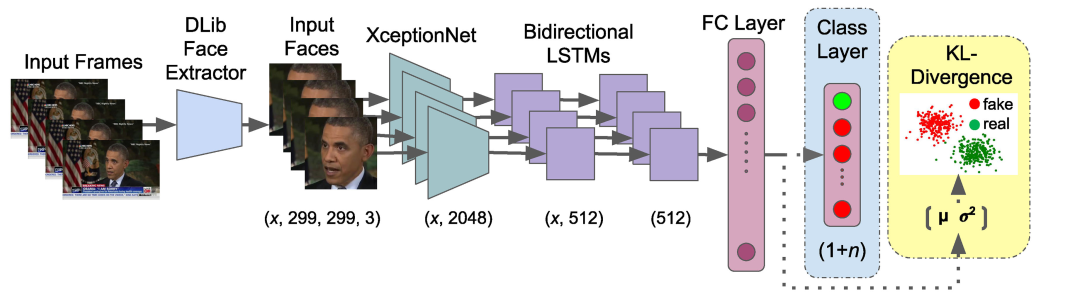 Input Frames
DLib
Face
Extractor
Input
Faces
XceptionNet
Bidirectional
LSTMs
FC Layer
Class
Layer
KL-
Divergence
fake
real
(x, 299, 299, 3)
(x, 2048)
(x, 512)
(512)
(1+n)
[ μ σ² ]